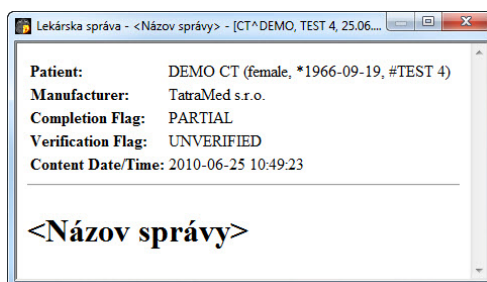 Lekárska správa - <Názov správy> - [CT^DEMO, TEST 4, 25.06....
Patient: DEMO CT (female, *1966-09-19, #TEST 4)
Manufacturer: TatraMed s.r.o.
Completion Flag: PARTIAL
Verification Flag: UNVERIFIED
Content Date/Time: 2010-06-25 10:49:23
<Názov správy>